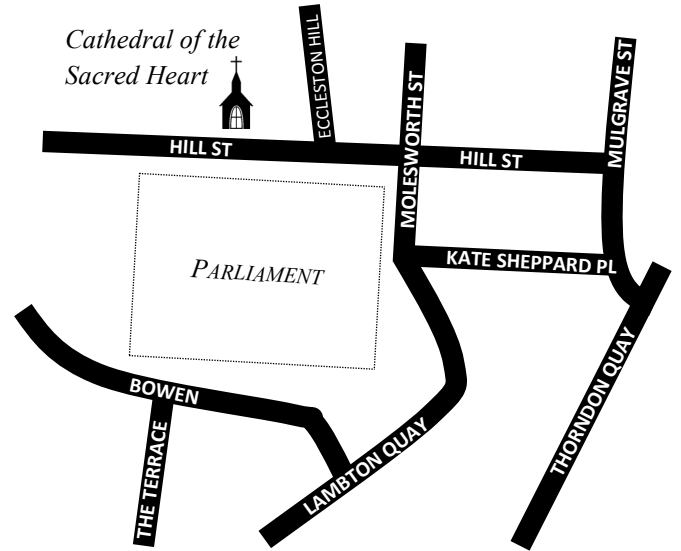 Cathedral of the
Sacred Heart
ECCLESTON HILL
MOLESWORTH ST
MULGRAVE ST
HILL ST
HILL ST
KATE SHEPPARD PL
PARLIAMENT
BOWEN
THE TERRACE
LAMBTON QUAY
THORNDON QUAY